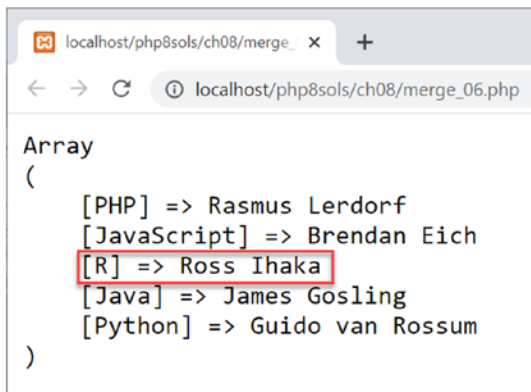 localhost/php8sols/ch08/merge_
localhost/php8sols/ch08/merge_06.php
Array
(
[PHP] => Rasmus Lerdorf
[JavaScript] => Brendan Eich
[R] => Ross Ihaka
[Java] => James Gosling
[Python] => Guido van Rossum
)